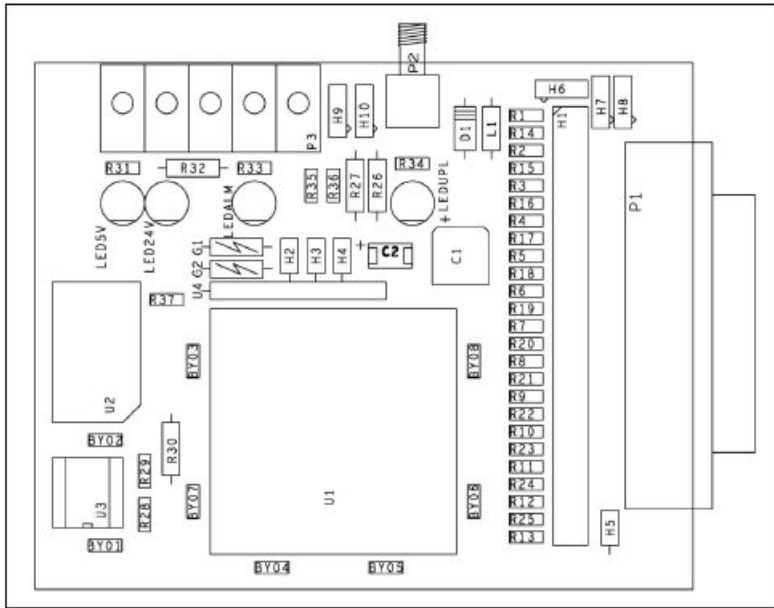 P2
H6
H9
H10
P3
D1
L1
H1
H7
H8
R1
R14
R2
R31
R32
R33
R34
R15
R35
R36
R27
R26
R3
P1
R16
LEDUPL
LEDALM
R4
LED5V
LED24V
+
R17
G1
H2
H3
H4
+
C2
C1
R5
G2
R18
U4
R6
R37
R19
R7
R20
BY03
BY08
R8
R21
R9
U2
R22
BY02
R30
R10
R23
R29
R11
BY07
U1
BY06
R24
U3
R28
R12
H5
R25
BY01
R13
BY04
BY05